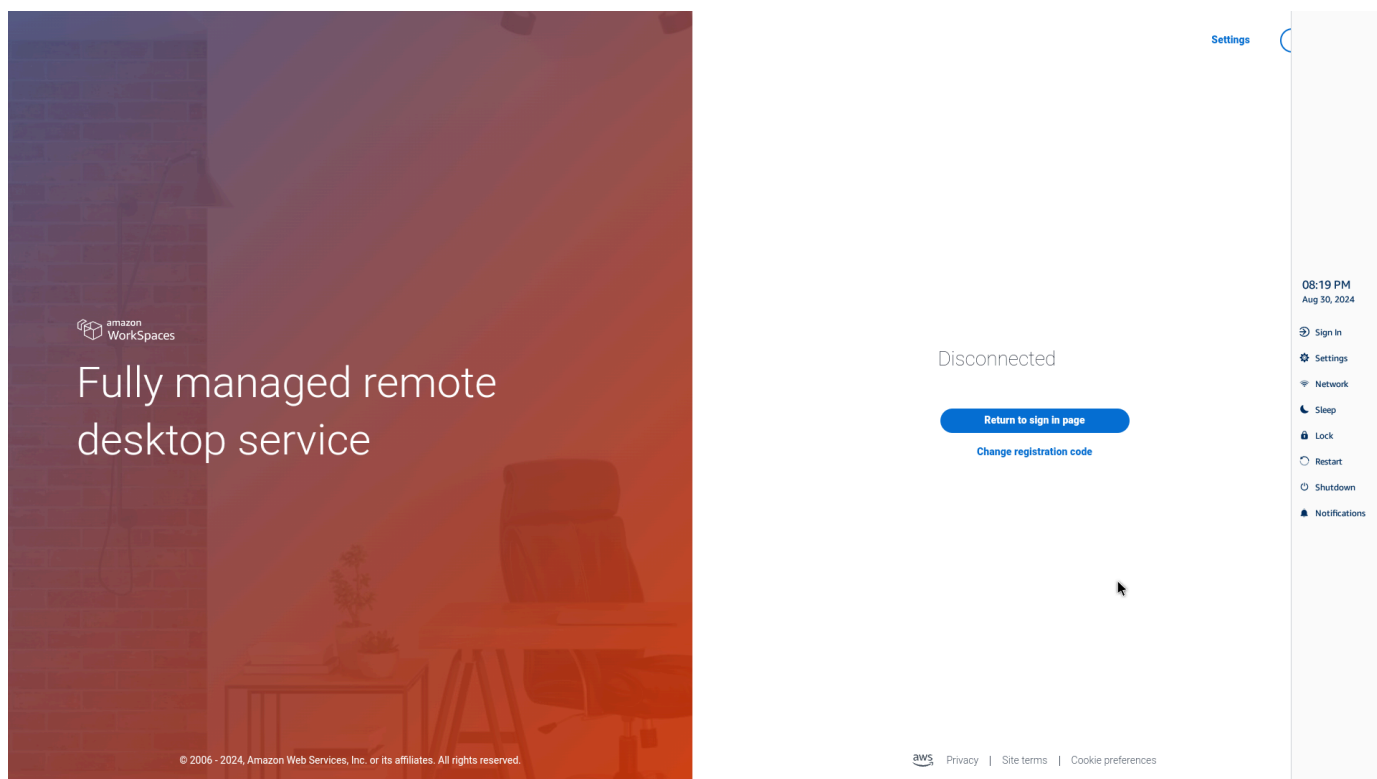 amazon
WorkSpaces
Fully managed remote
desktop service
© 2006 - 2024, Amazon Web Services, Inc. or its affiliates. All rights reserved.
Settings
Disconnected
Return to sign in page
Change registration code
aws Privacy | Site terms | Cookie preferences
08:19 PM
Aug 30, 2024
Sign In
Settings
Network
Sleep
Lock
Restart
Shutdown
Notifications